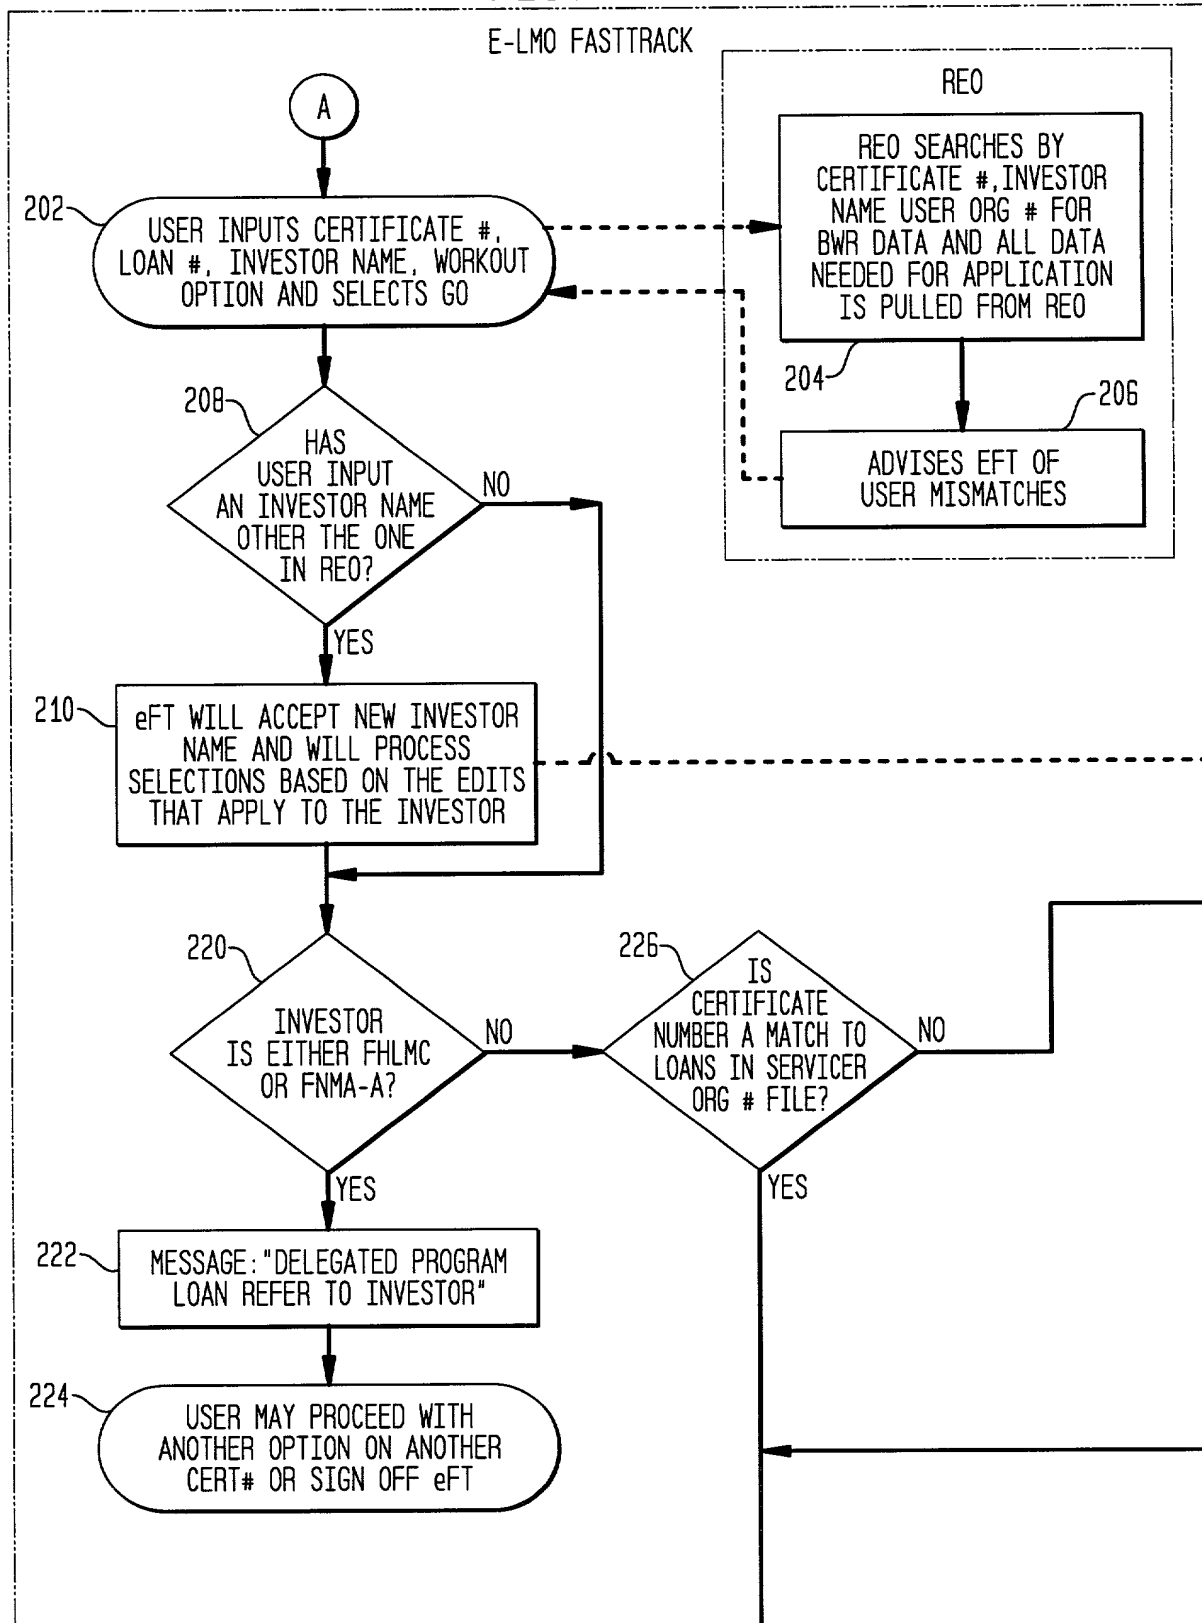 E-LMO FASTTRACK
A
202
USER INPUTS CERTIFICATE #,
LOAN #, INVESTOR NAME, WORKOUT
OPTION AND SELECTS GO
REO
REO SEARCHES BY
CERTIFICATE #,INVESTOR
NAME USER ORG # FOR
BWR DATA AND ALL DATA
NEEDED FOR APPLICATION
IS PULLED FROM REO
204
206
ADVISES EFT OF
USER MISMATCHES
208
HAS
USER INPUT
AN INVESTOR NAME
OTHER THE ONE
IN REO?
NO
YES
210
eFT WILL ACCEPT NEW INVESTOR
NAME AND WILL PROCESS
SELECTIONS BASED ON THE EDITS
THAT APPLY TO THE INVESTOR
220
INVESTOR
IS EITHER FHLMC
OR FNMA-A?
NO
YES
226
IS
CERTIFICATE
NUMBER A MATCH TO
LOANS IN SERVICER
ORG # FILE?
NO
YES
222
MESSAGE:"DELEGATED PROGRAM
LOAN REFER TO INVESTOR"
224
USER MAY PROCEED WITH
ANOTHER OPTION ON ANOTHER
CERT# OR SIGN OFF eFT